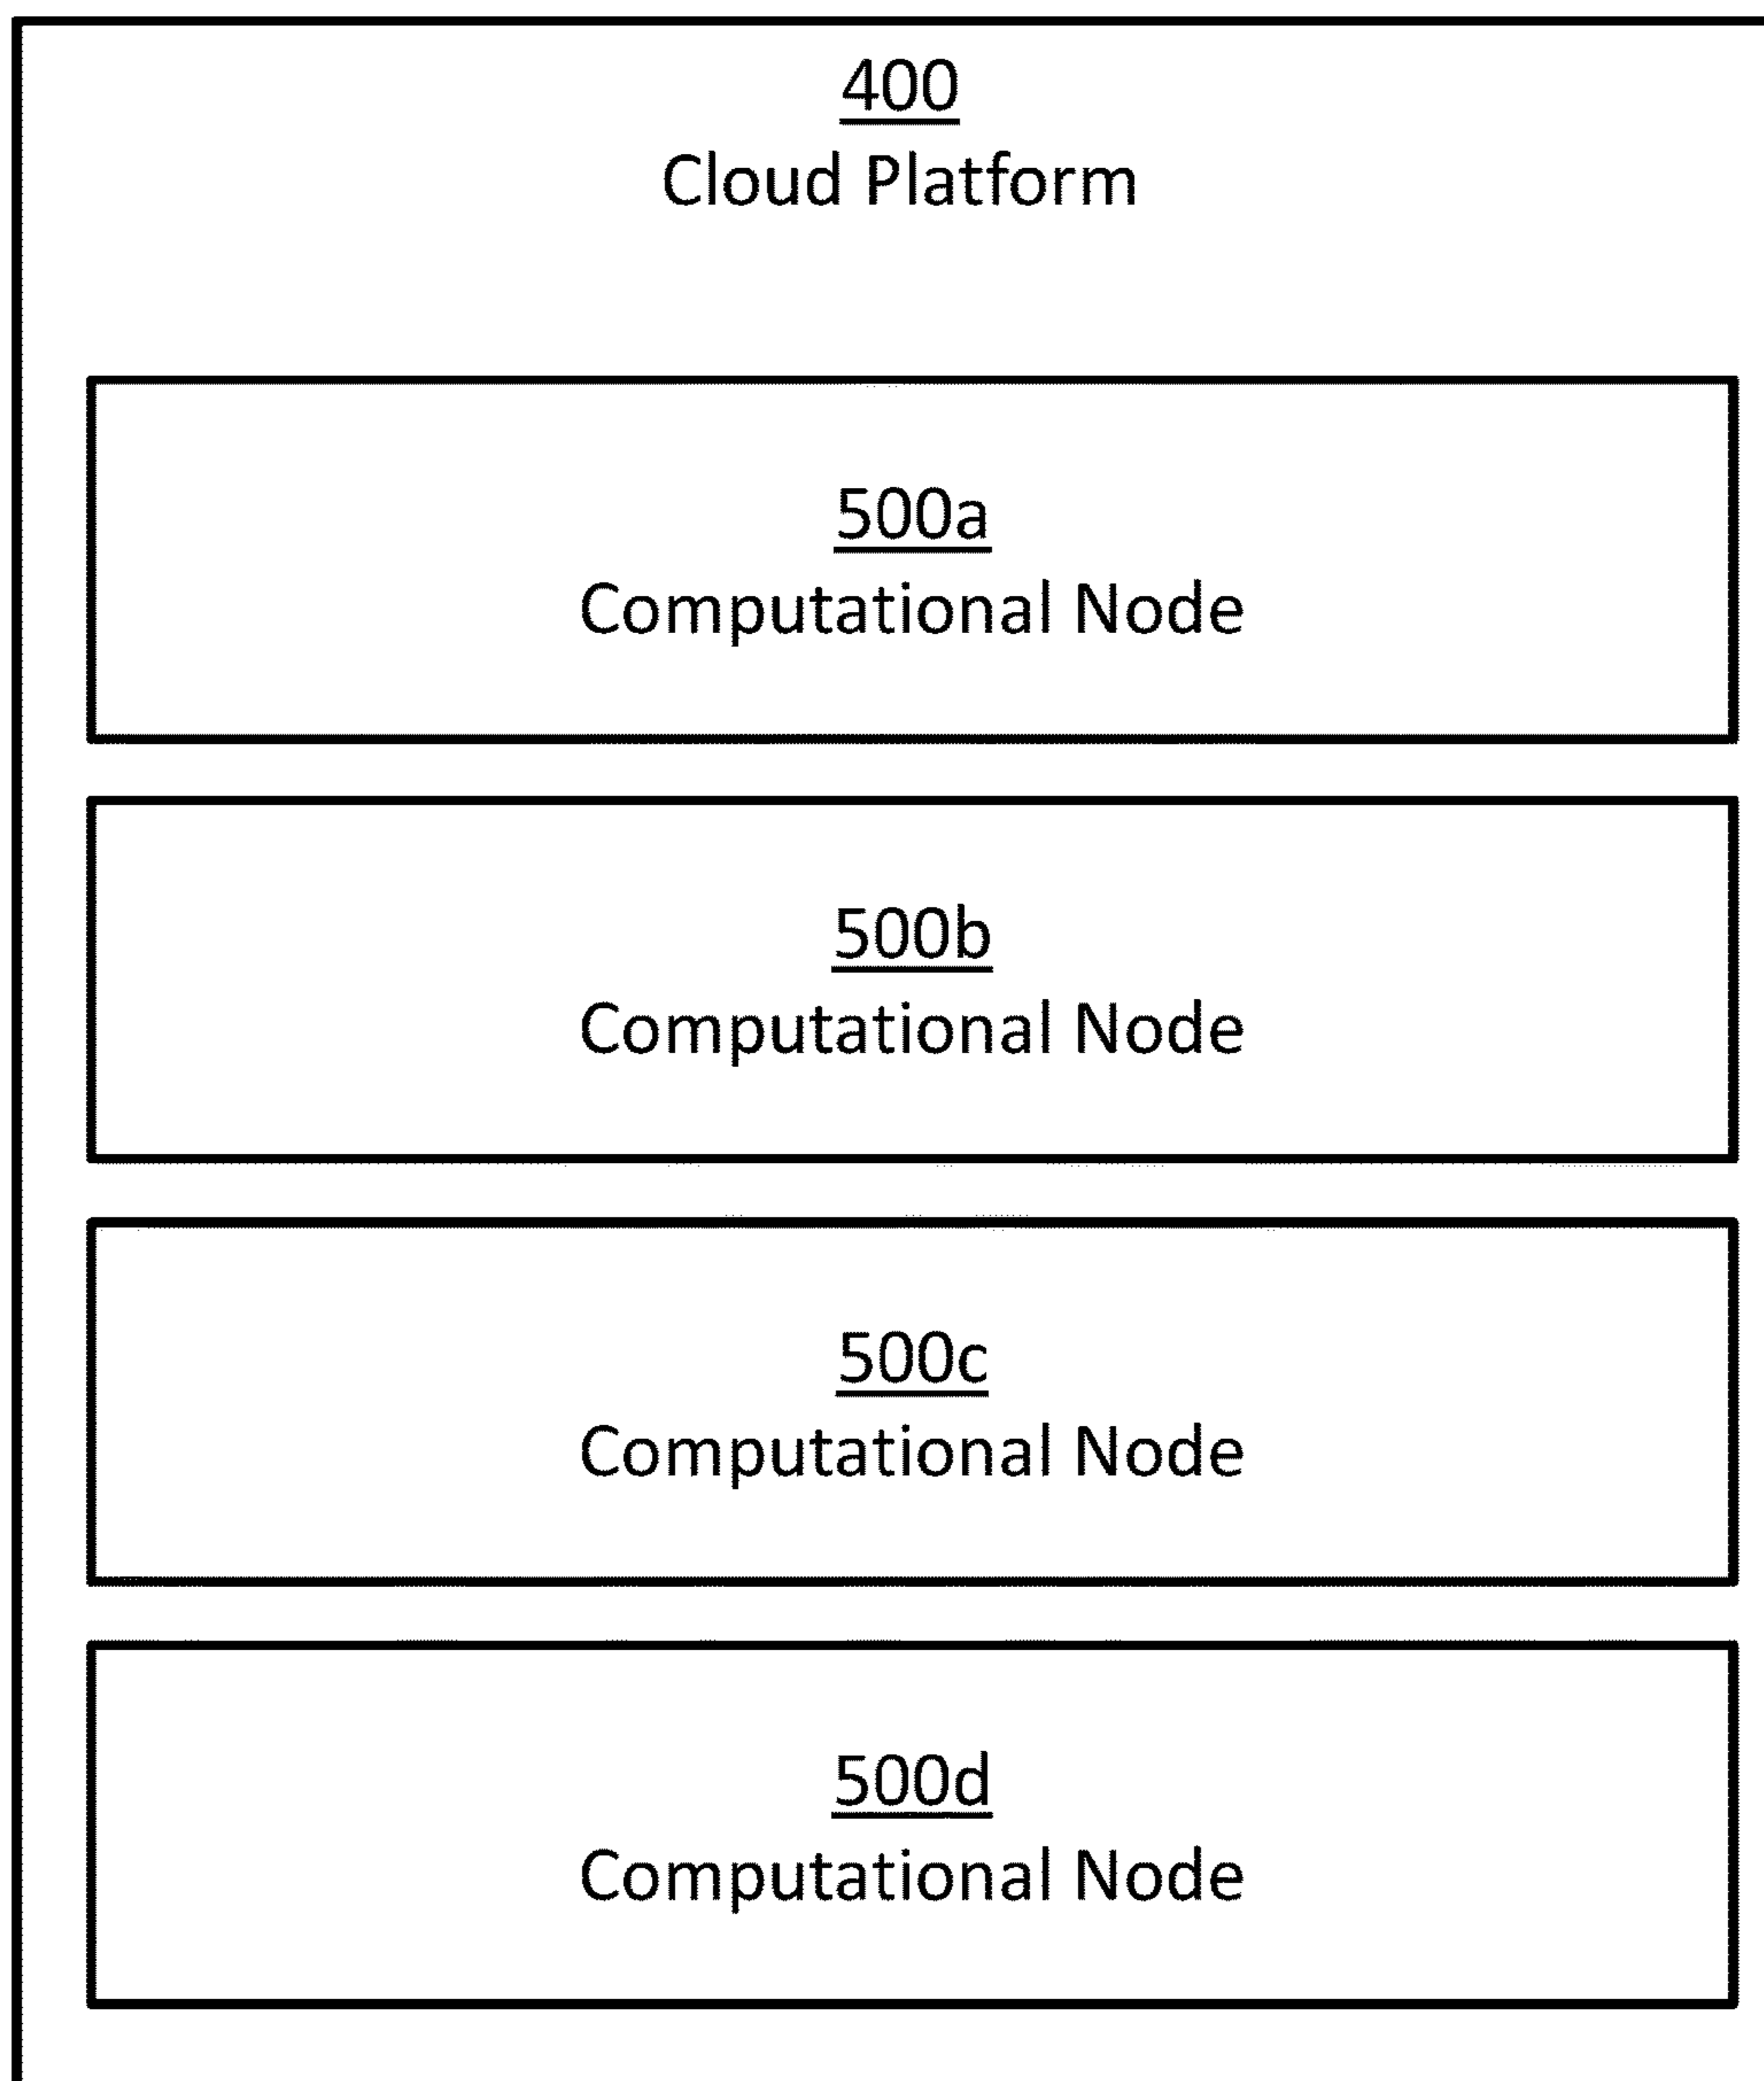 400
Cloud Platform
500a
Computational Node
500b
Computational Node
500c
Computational Node
500d
Computational Node